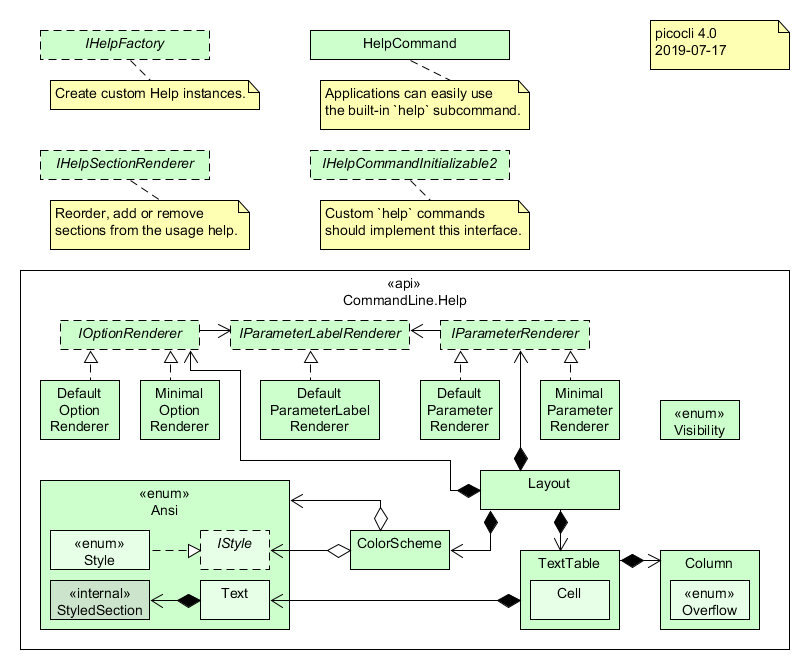 IHelpFactory
HelpCommand
picocli 4.0
2019-07-17
Create custom Help instances.
Applications can easily use
the built-in `help` subcommand.
IHelpSectionRenderer
IHelpCommandInitializable2
Reorder, add or remove
sections from the usage help.
Custom `help` commands
should implement this interface.
«api»
CommandLine.Help
IOptionRenderer
IParameterLabelRenderer
IParameterRenderer
Default
Option
Renderer
Minimal
Option
Renderer
Default
ParameterLabel
Renderer
Default
Parameter
Renderer
Minimal
Parameter
Renderer
«enum»
Visibility
Layout
«enum»
Ansi
«enum»
Style
IStyle
ColorScheme
«internal»
StyledSection
Text
TextTable
Cell
Column
«enum»
Overflow